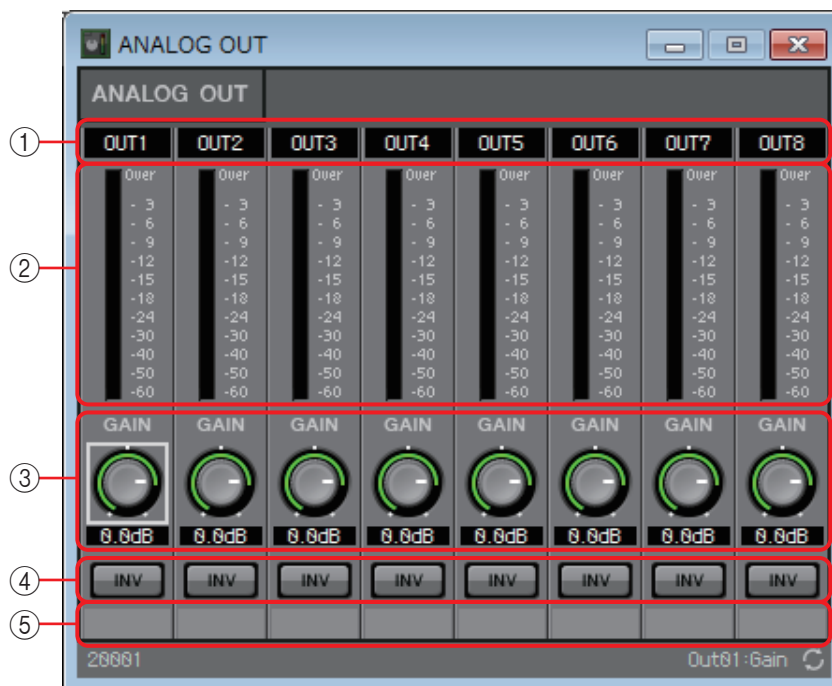 ANALOG OUT
ANALOG OUT
① OUT1 OUT2 OUT3 OUT4 OUT5 OUT6 OUT7 OUT8
② Over Over Over Over Over Over Over Over
- 3 - 3 - 3 - 3 - 3 - 3 - 3 - 3
- 6 - 6 - 6 - 6 - 6 - 6 - 6 - 6
- 9 - 9 - 9 - 9 - 9 - 9 - 9 - 9
-12 -12 -12 -12 -12 -12 -12 -12
-15 -15 -15 -15 -15 -15 -15 -15
-18 -18 -18 -18 -18 -18 -18 -18
-24 -24 -24 -24 -24 -24 -24 -24
-30 -30 -30 -30 -30 -30 -30 -30
-40 -40 -40 -40 -40 -40 -40 -40
-50 -50 -50 -50 -50 -50 -50 -50
-60 -60 -60 -60 -60 -60 -60 -60
GAIN GAIN GAIN GAIN GAIN GAIN GAIN GAIN
③
0.0dB 0.0dB 0.0dB 0.0dB 0.0dB 0.0dB 0.0dB 0.0dB
④ INV INV INV INV INV INV INV INV
⑤
20001 Out01:Gain